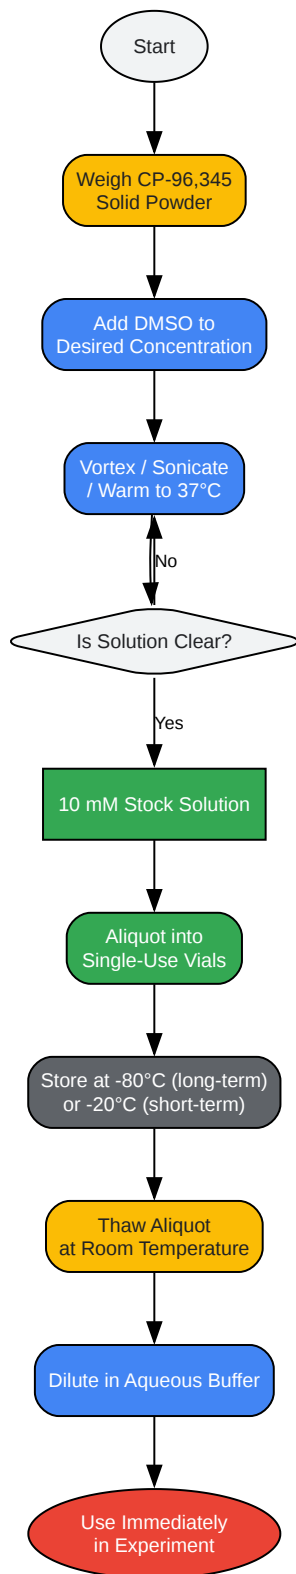 Start
Weigh CP-96,345
Solid Powder
Add DMSO to
Desired Concentration
Vortex / Sonicate
/ Warm to 37°C
No
Is Solution Clear?
Yes
10 mM Stock Solution
Aliquot into
Single-Use Vials
Store at -80°C (long-term)
or -20°C (short-term)
Thaw Aliquot
at Room Temperature
Dilute in Aqueous Buffer
Use Immediately
in Experiment